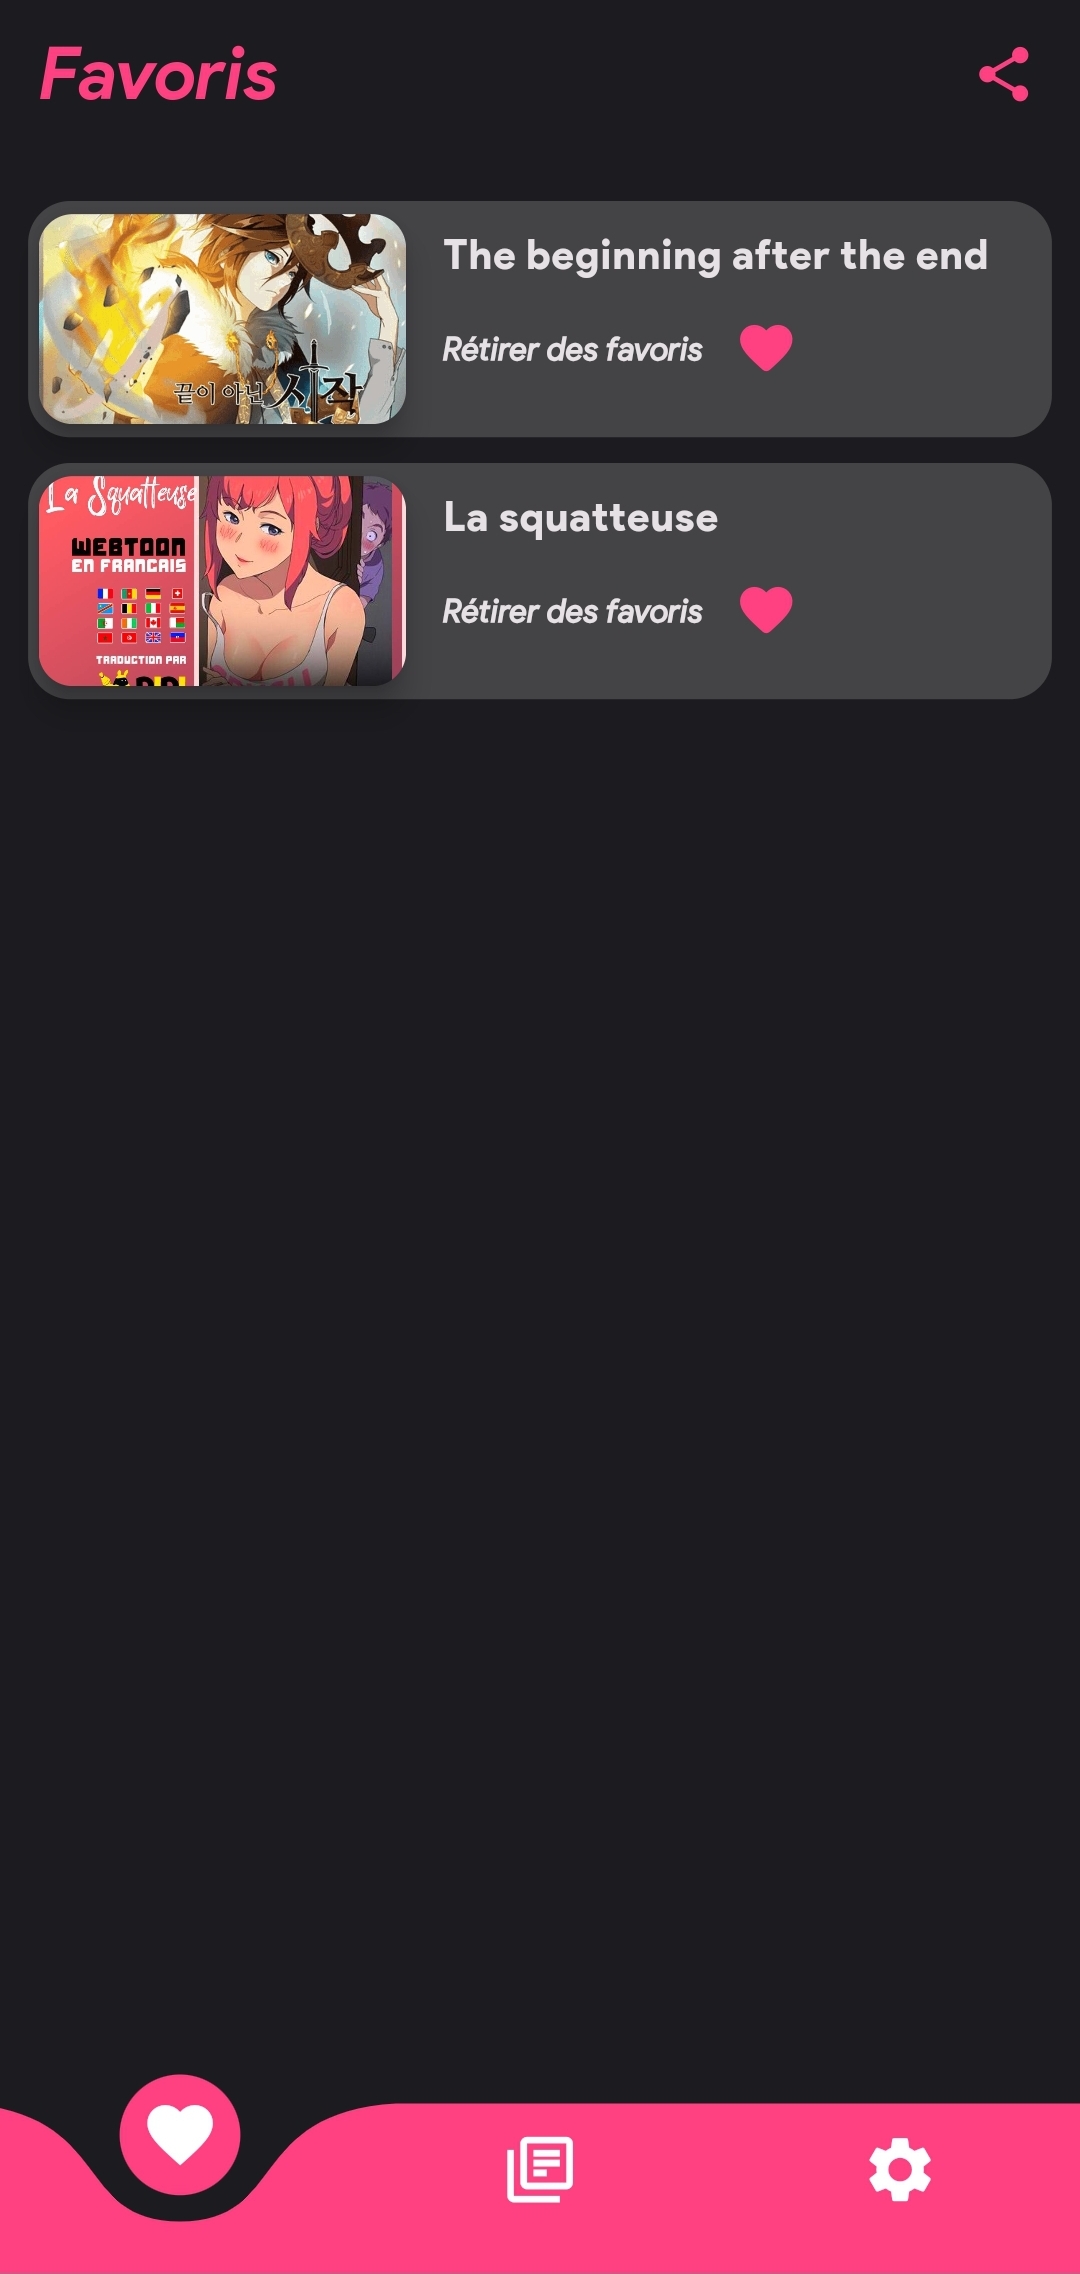 Favoris
The beginning after the end
Rétirer des favoris
끝이 아닌 시작
La squatteuse
Rétirer des favoris
La Squatteuse
WEBTOON
EN FRANCAIS
TRADUCTION PAR